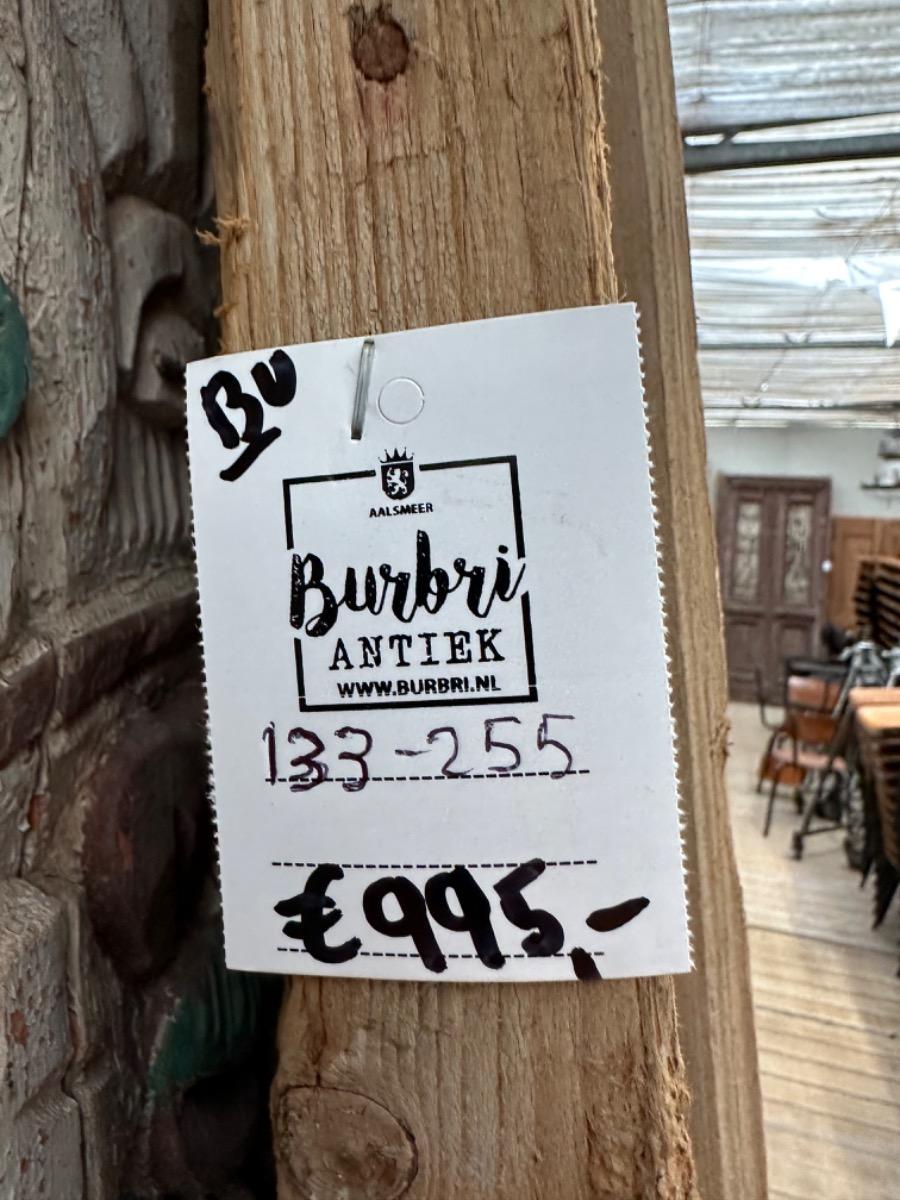 BU
AALSMEER
Burbri
ANTIEK
WWW.BURBRI.NL
133-255
€995,-